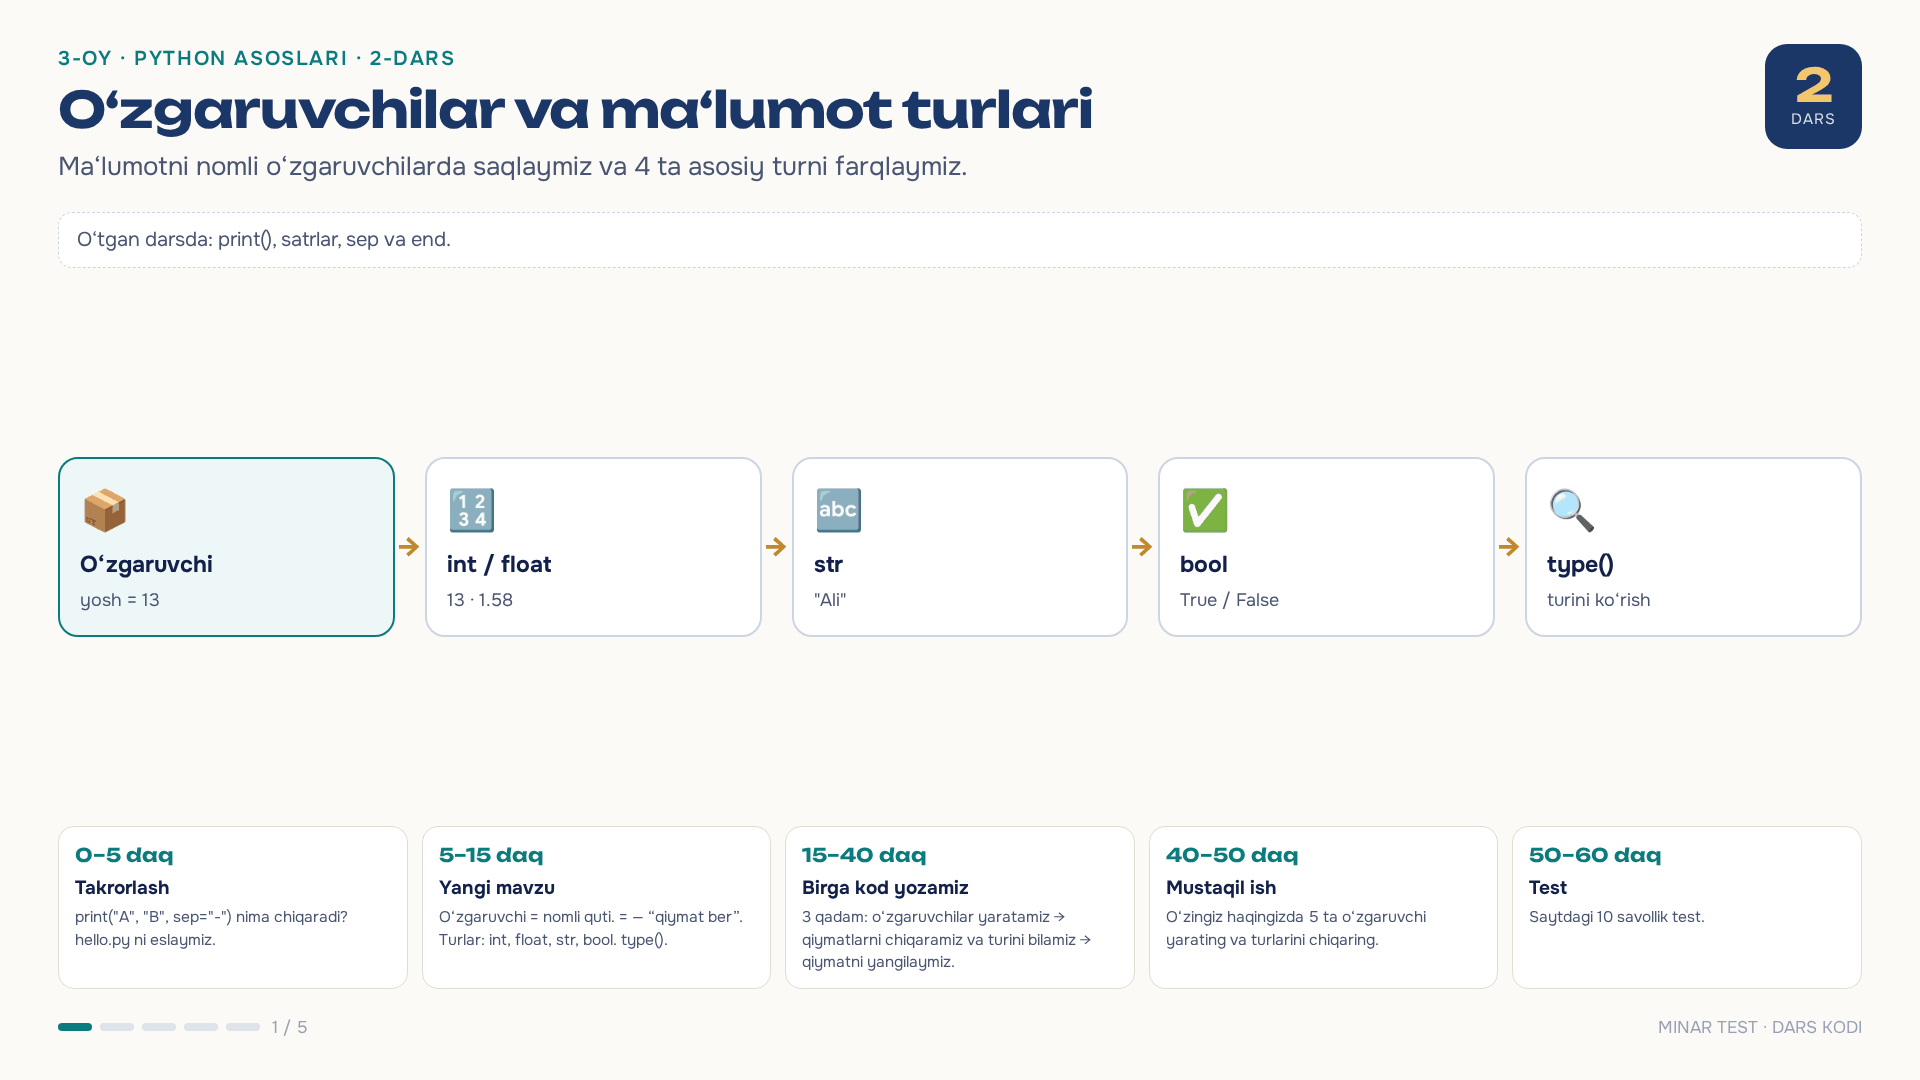 3-OY · PYTHON ASOSLARI · 2-DARS
O‘zgaruvchilar va ma‘lumot turlari
Ma‘lumotni nomli o‘zgaruvchilarda saqlaymiz va 4 ta asosiy turni farqlaymiz.
2
DARS
O‘tgan darsda: print(), satrlar, sep va end.
O‘zgaruvchi
yosh = 13
→
1 2
3 4
int / float
13 · 1.58
→
abc
str
"Ali"
→
bool
True / False
→
type()
turini ko‘rish
0–5 daq
Takrorlash
print("A", "B", sep="-") nima chiqaradi?
hello.py ni eslaymiz.
5–15 daq
Yangi mavzu
O‘zgaruvchi = nomli quti. = — “qiymat ber”.
Turlar: int, float, str, bool. type().
15–40 daq
Birga kod yozamiz
3 qadam: o‘zgaruvchilar yaratamiz →
qiymatlarni chiqaramiz va turini bilamiz →
qiymatni yangilaymiz.
40–50 daq
Mustaqil ish
O‘zingiz haqingizda 5 ta o‘zgaruvchi
yarating va turlarini chiqaring.
50–60 daq
Test
Saytdagi 10 savollik test.
1 / 5
MINAR TEST · DARS KODI